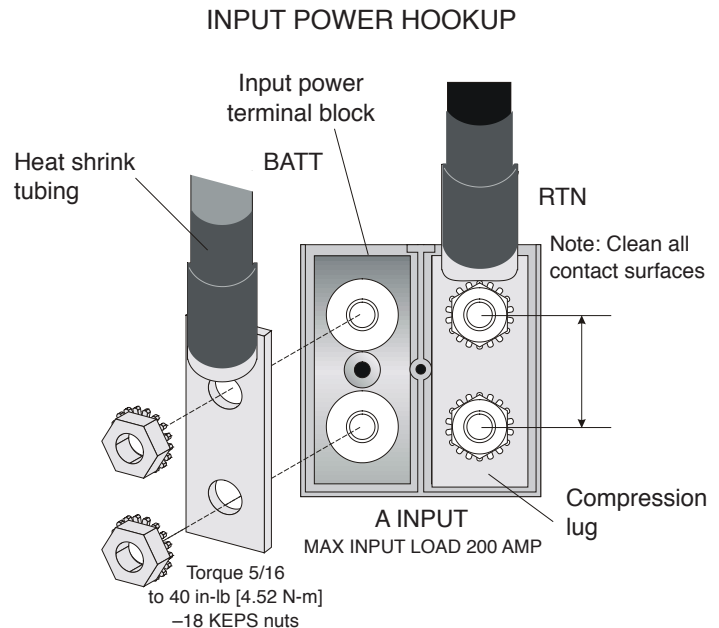 INPUT POWER HOOKUP
Input power
terminal block
BATT
Heat shrink
tubing
RTN
Note: Clean all
contact surfaces
Compression
lug
A INPUT
MAX INPUT LOAD 200 AMP
Torque 5/16
to 40 in-lb [4.52 N-m]
–18 KEPS nuts